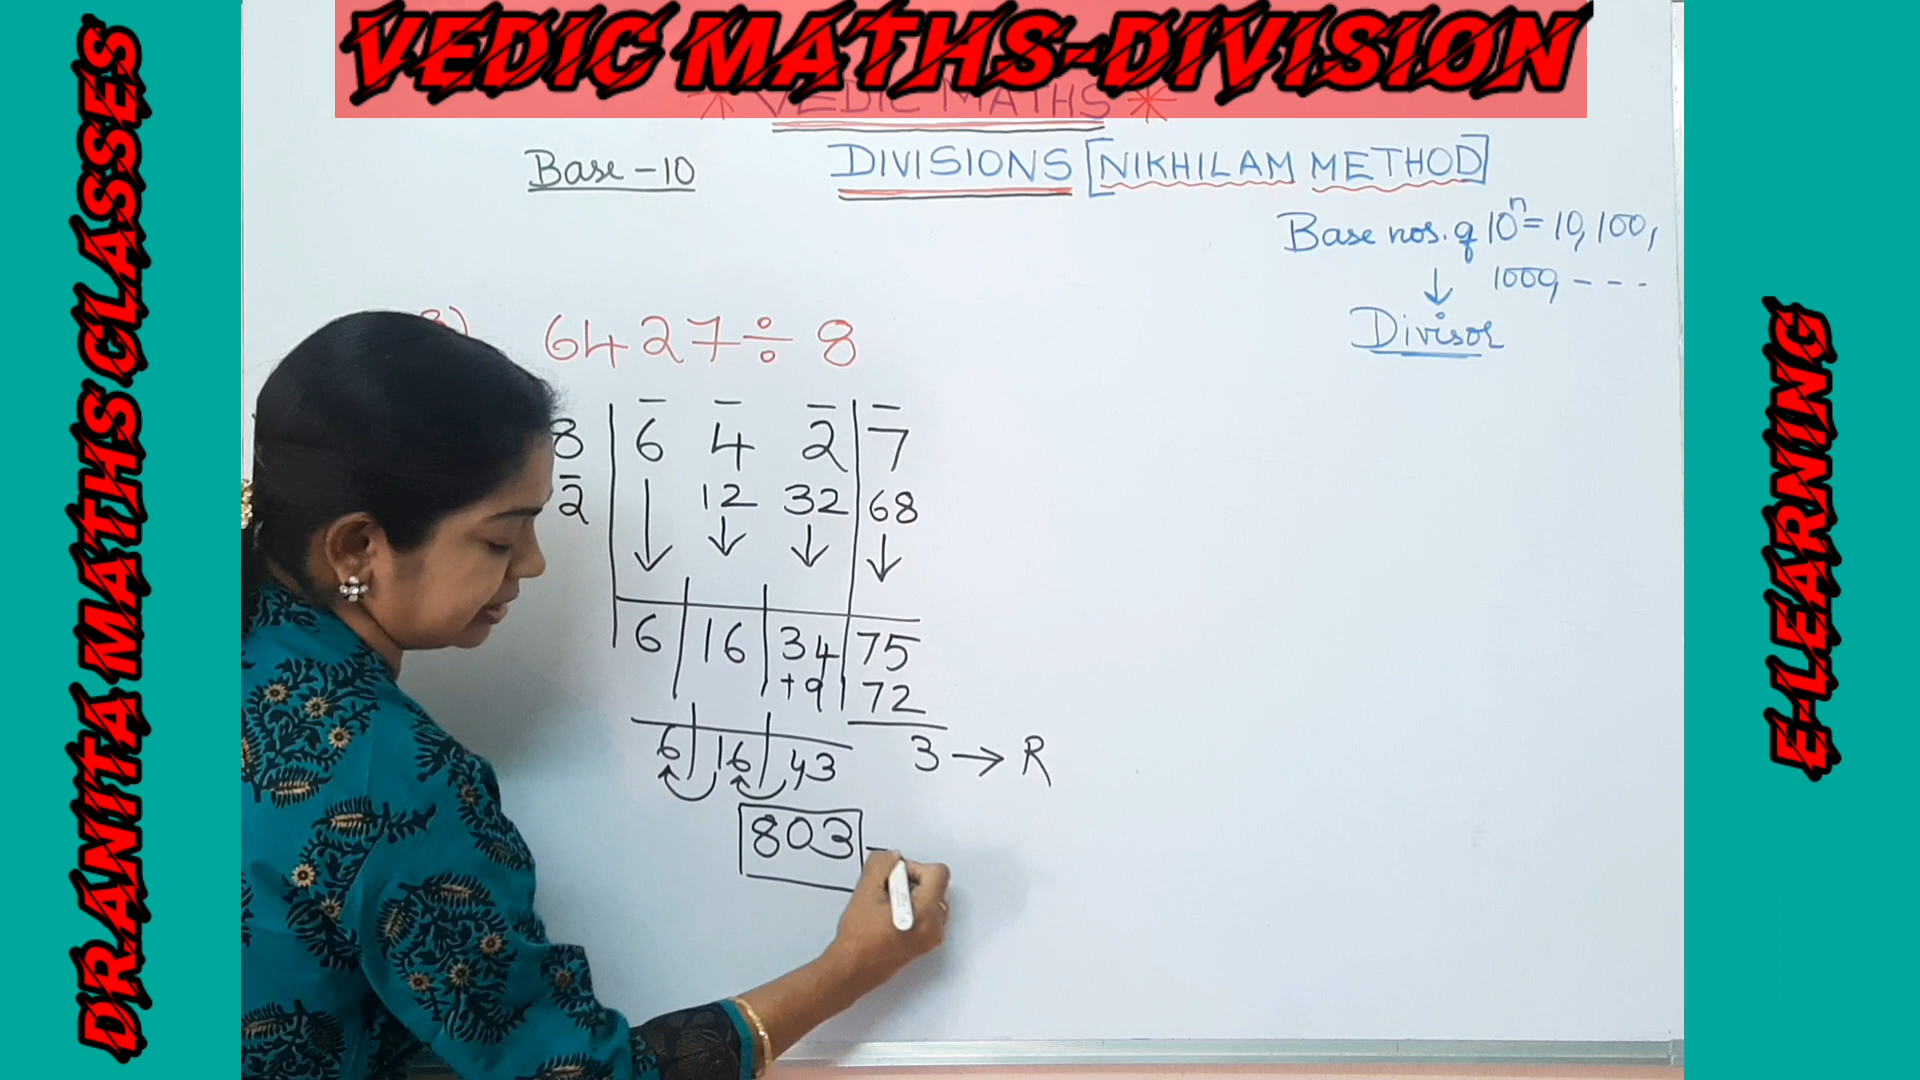 VEDIC MATHS-DIVISION
DR.ANITA MATHS CLASSES
E-LEARNING
VEDIC MATHS
Base - 10
DIVISIONS [NIKHILAM METHOD]
Base nos. of 10ⁿ = 10, 100,
1000, - - -
↓
Divisor
6427 ÷ 8
8 6 4 2 7
2̄ 12 32 68
6 16 34 75
+9 72
6 16 43 3 → R
803